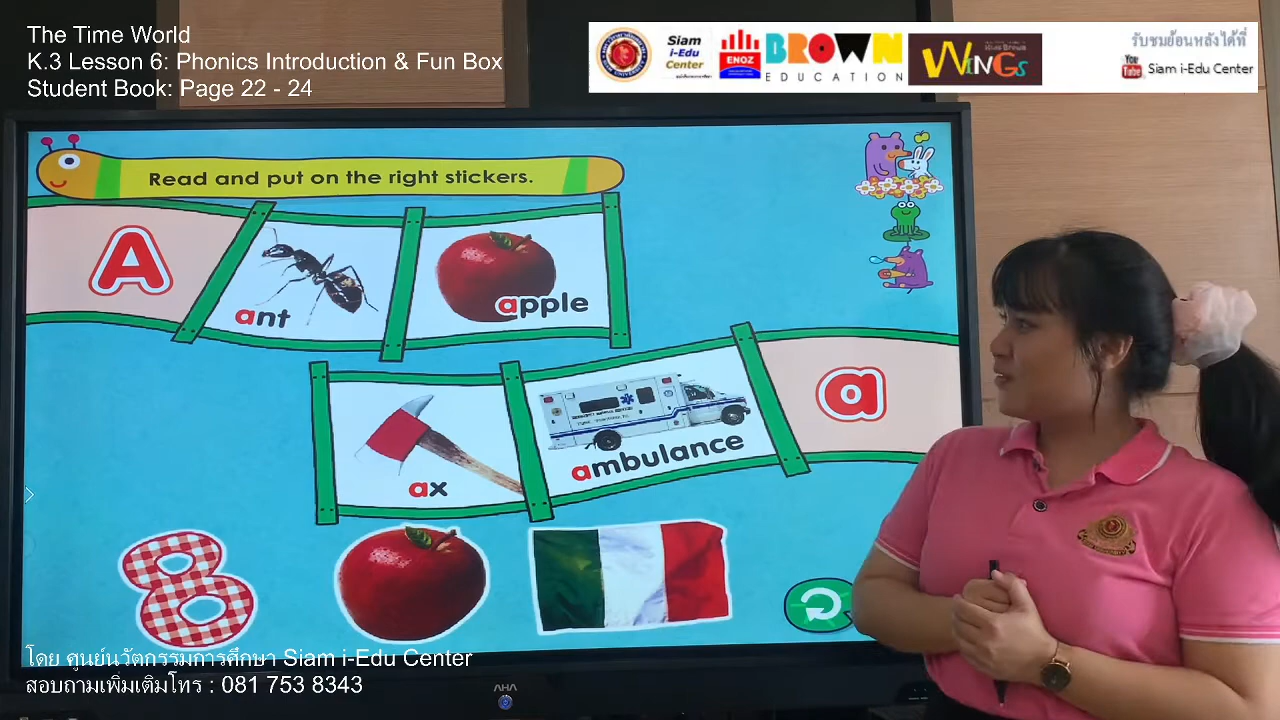 The Time World
K.3 Lesson 6: Phonics Introduction & Fun Box
Student Book: Page 22 - 24
Siam
i-Edu
Center
ENOZ
BROWN
EDUCATION
WINGS
รับชมย้อนหลังได้ที่
You
Tube
Siam i-Edu Center
Read and put on the right stickers.
A
ant
apple
ax
ambulance
a
8
โดย ศูนย์นวัตกรรมการศึกษา Siam i-Edu Center
สอบถามเพิ่มเติมโทร : 081 753 8343
AHA